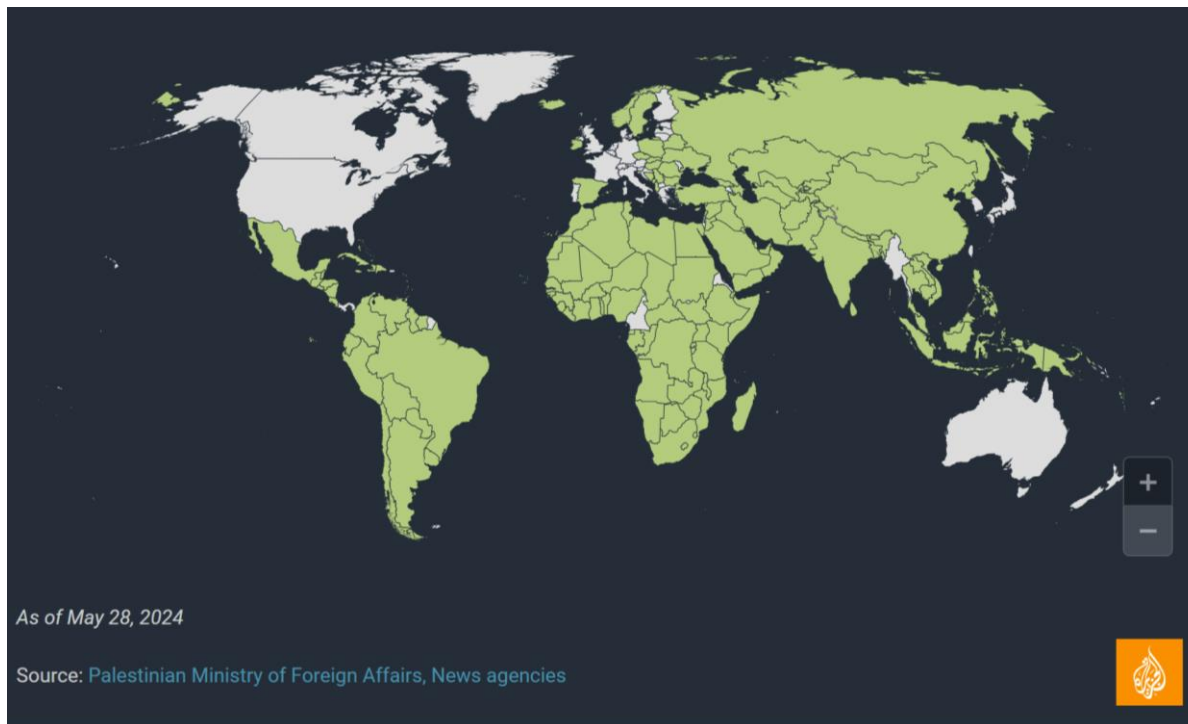 +
−
As of May 28, 2024
Source: Palestinian Ministry of Foreign Affairs, News agencies